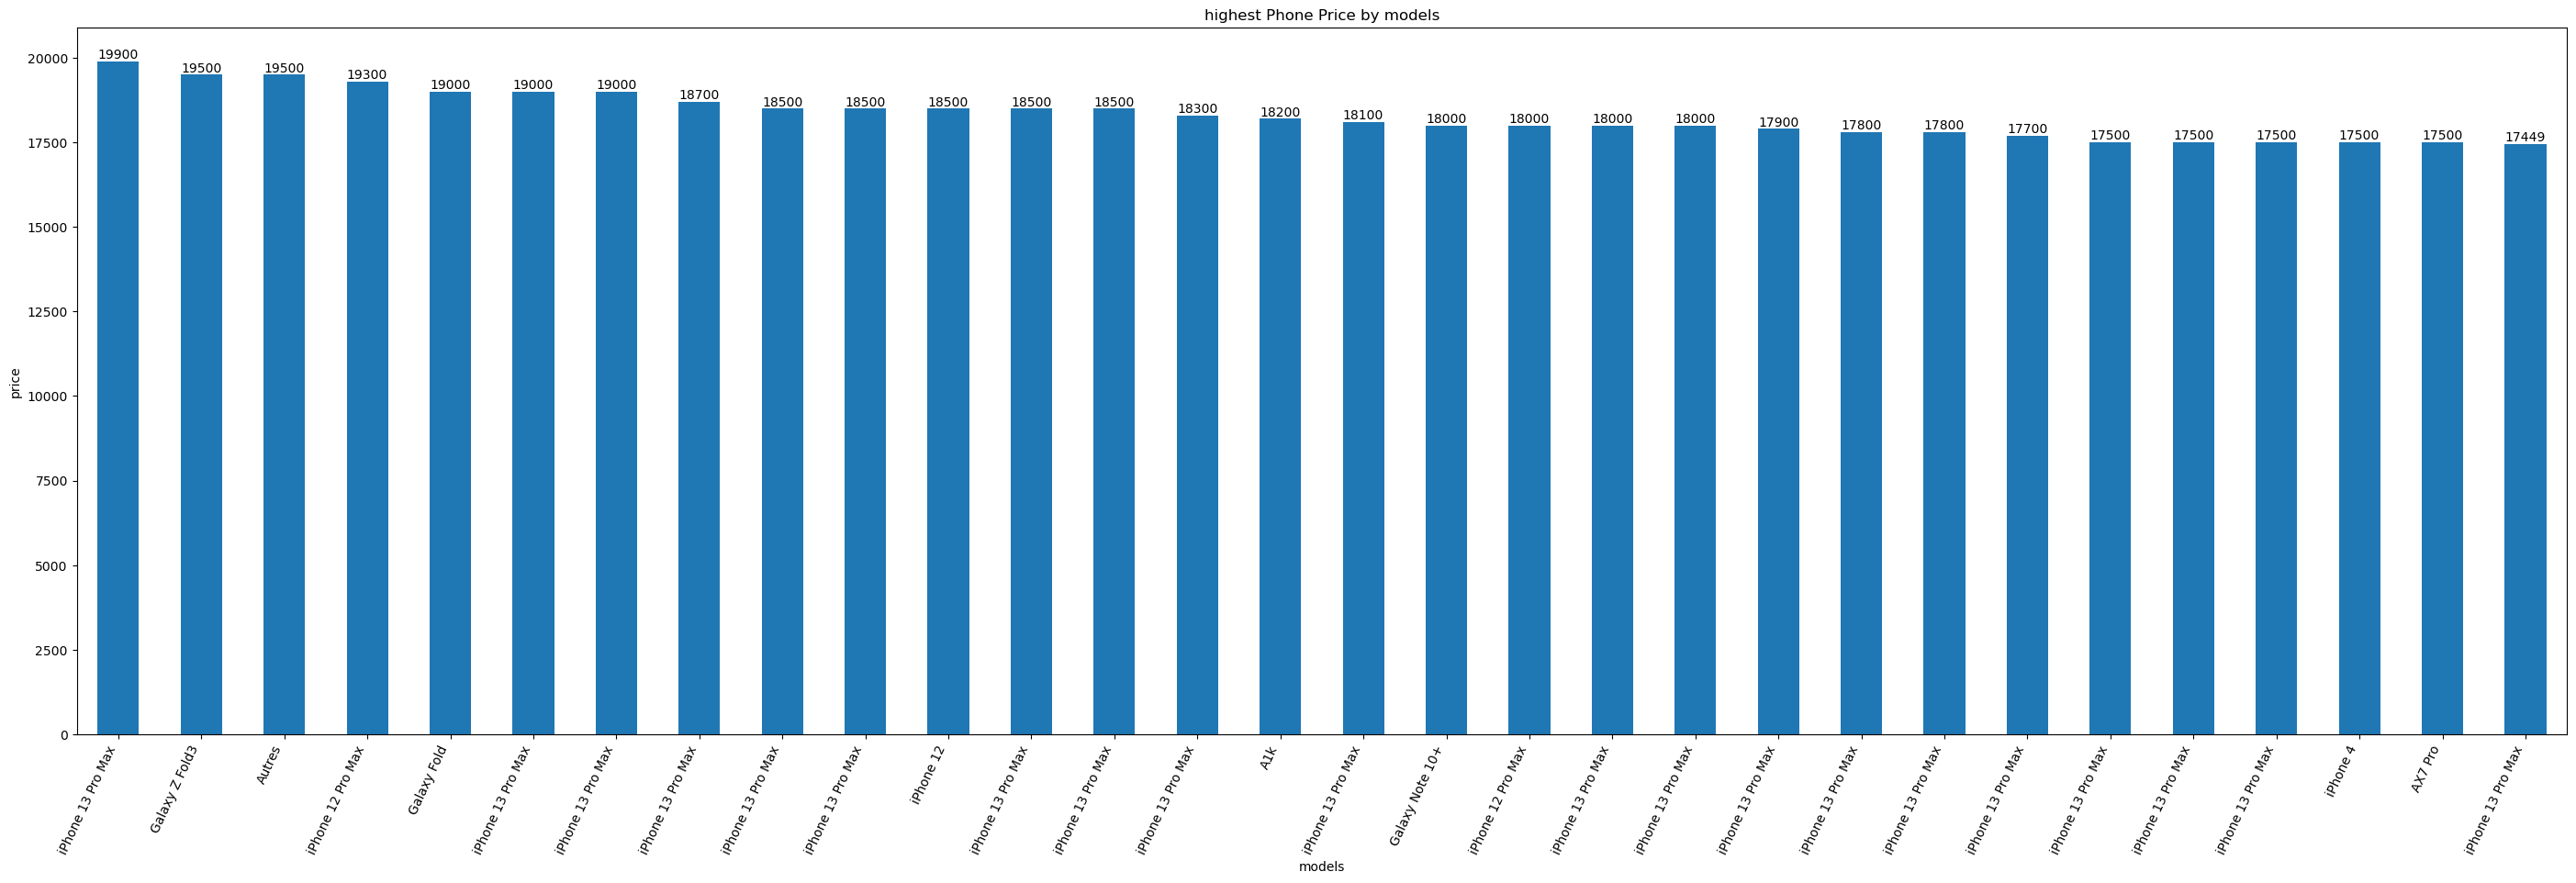 highest Phone Price by models
19900 19500 19500 19300 19000 19000 19000 18700 18500 18500 18500 18500 18500 18300 18200 18100 18000 18000 18000 18000 17900 17800 17800 17700 17500 17500 17500 17500 17500 17449
20000
17500
15000
12500
10000
7500
5000
2500
0
price
iPhone 13 Pro Max
Galaxy Z Fold3
Autres
iPhone 12 Pro Max
Galaxy Fold
iPhone 13 Pro Max
iPhone 13 Pro Max
iPhone 13 Pro Max
iPhone 13 Pro Max
iPhone 13 Pro Max
iPhone 12
iPhone 13 Pro Max
iPhone 13 Pro Max
iPhone 13 Pro Max
A1k
iPhone 13 Pro Max
Galaxy Note 10+
iPhone 12 Pro Max
iPhone 13 Pro Max
iPhone 13 Pro Max
iPhone 13 Pro Max
iPhone 13 Pro Max
iPhone 13 Pro Max
iPhone 13 Pro Max
iPhone 13 Pro Max
iPhone 13 Pro Max
iPhone 13 Pro Max
iPhone 4
AX7 Pro
iPhone 13 Pro Max
models